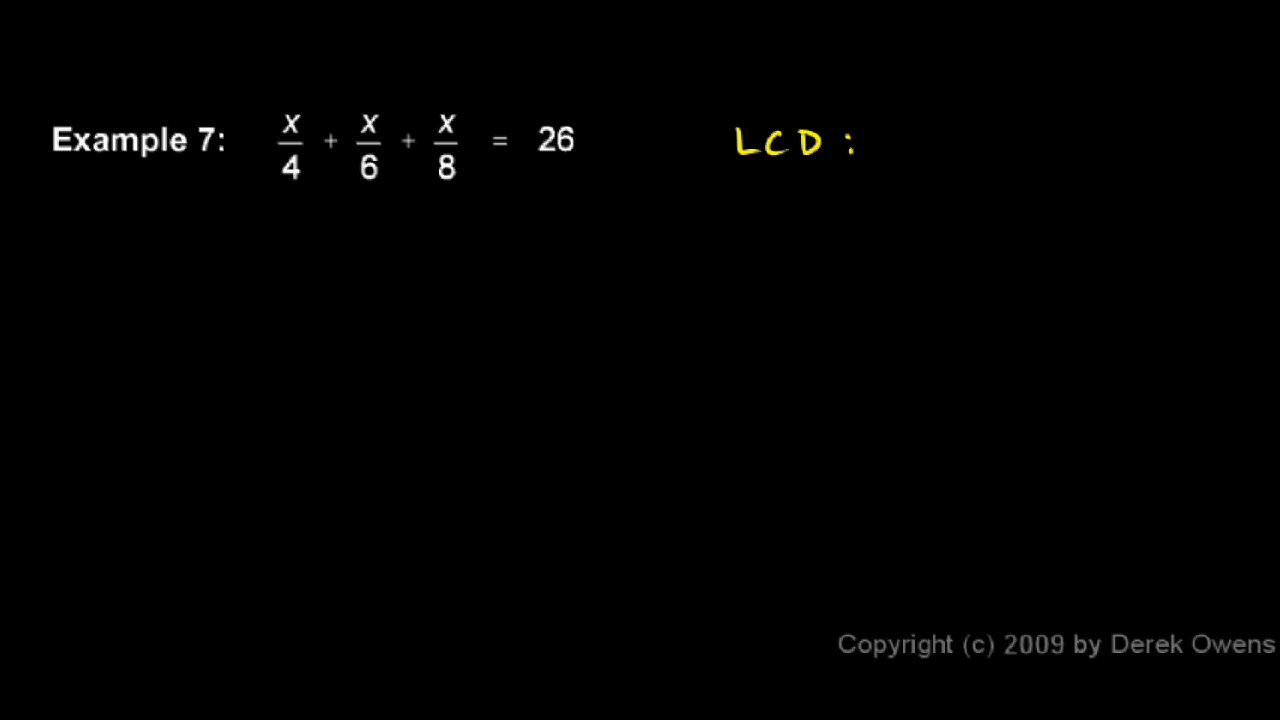 Example 7: x/4 + x/6 + x/8 = 26 LCD :
Copyright (c) 2009 by Derek Owens